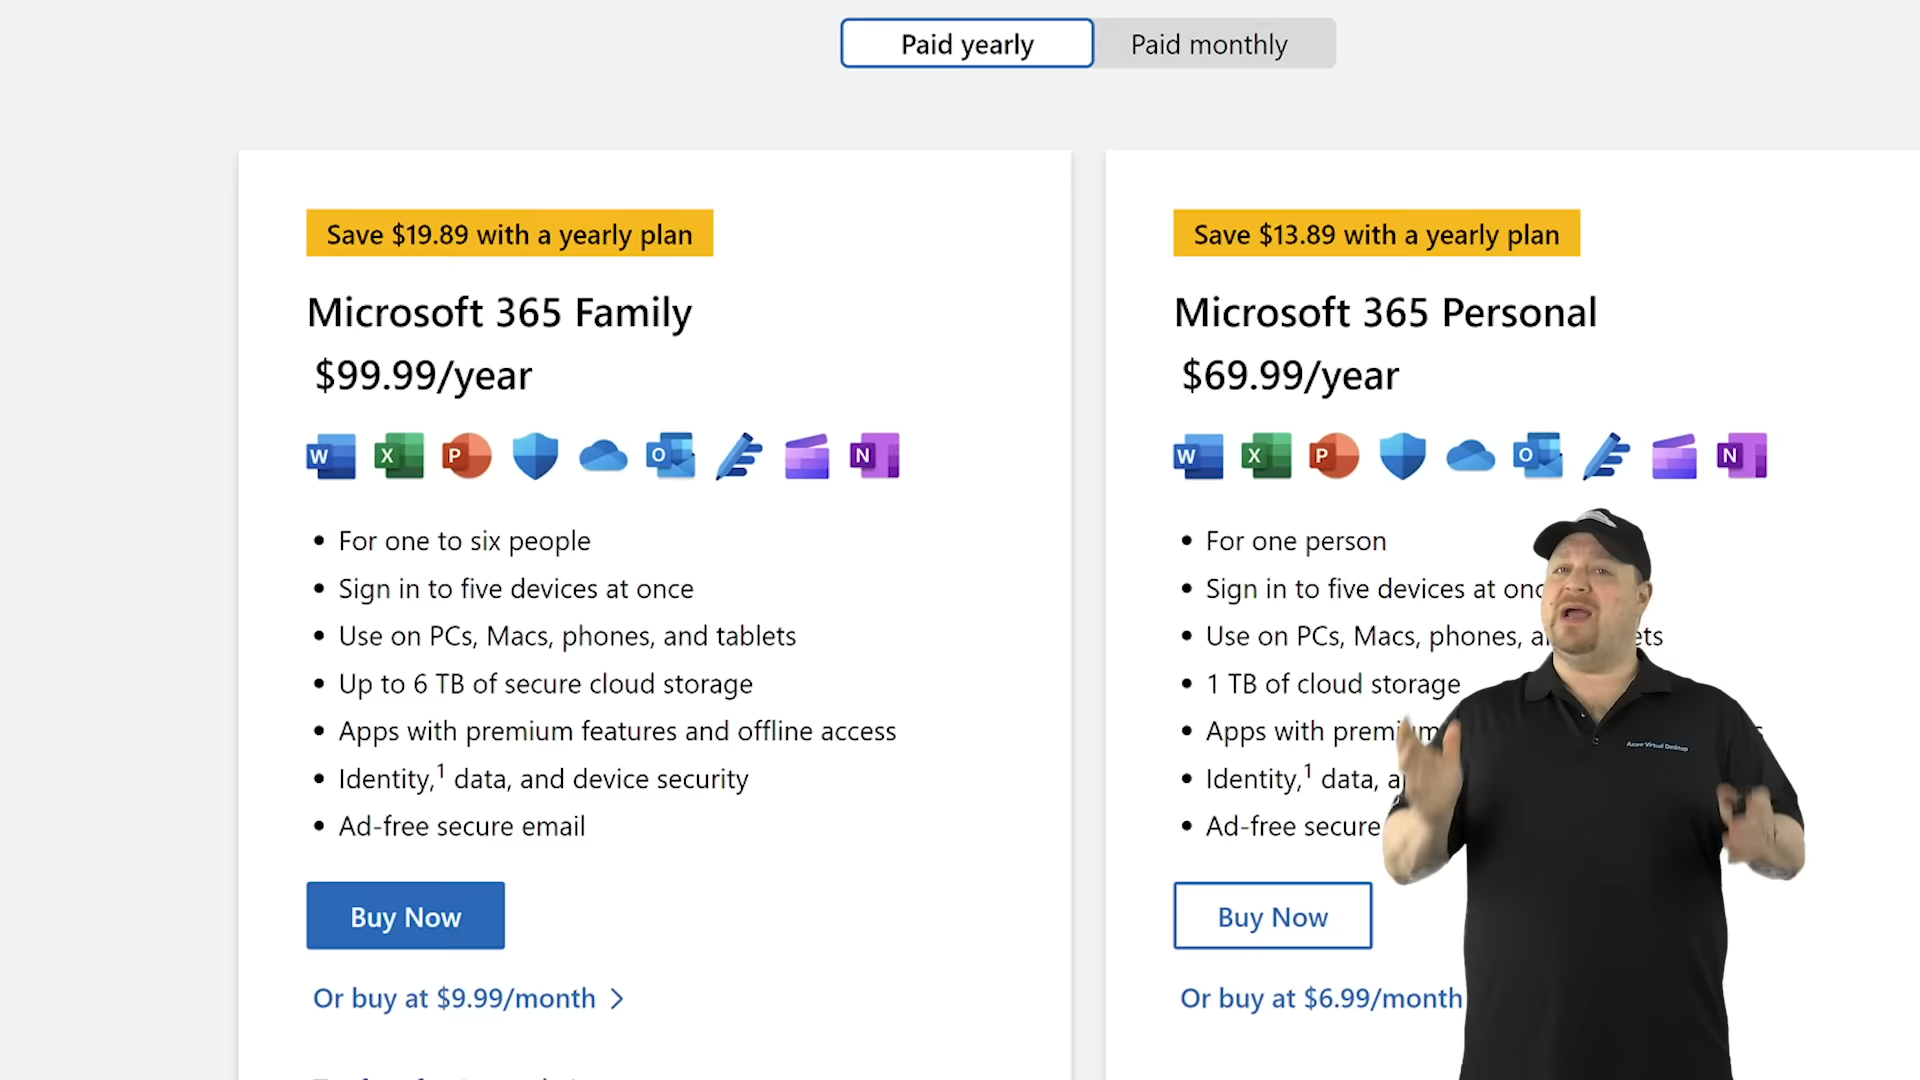 Paid yearly
Paid monthly
Save $19.89 with a yearly plan
Microsoft 365 Family
$99.99/year
W X P O N
For one to six people
Sign in to five devices at once
Use on PCs, Macs, phones, and tablets
Up to 6 TB of secure cloud storage
Apps with premium features and offline access
Identity,¹ data, and device security
Ad-free secure email
Buy Now
Or buy at $9.99/month
Save $13.89 with a yearly plan
Microsoft 365 Personal
$69.99/year
W X P O N
For one person
Sign in to five devices at
Use on PCs, Macs, phones,
1 TB of cloud storage
Apps with
Identity,¹ data,
Ad-free secure
Buy Now
Or buy at $6.99/month
Azure Virtual Desktop